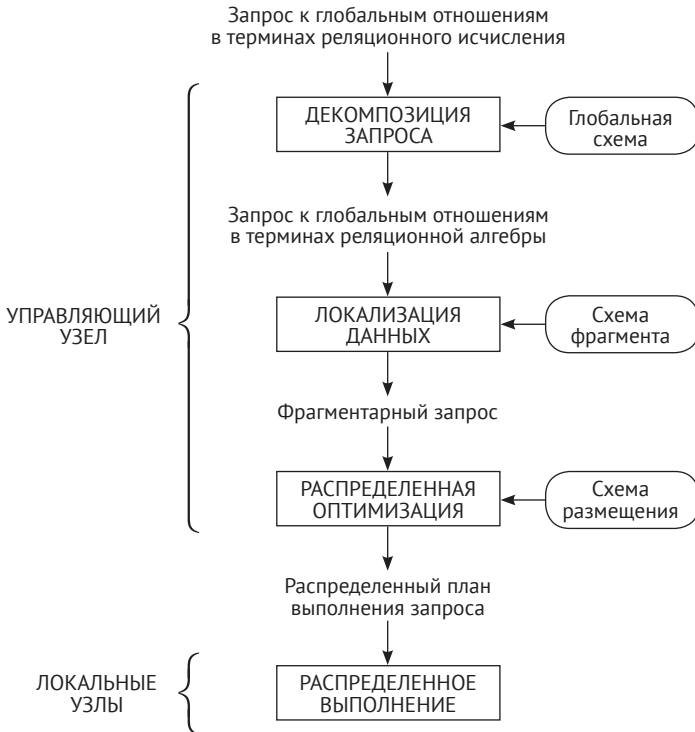 Запрос к глобальным отношениям
в терминах реляционного исчисления
ДЕКОМПОЗИЦИЯ
ЗАПРОСА
Глобальная
схема
Запрос к глобальным отношениям
в терминах реляционной алгебры
УПРАВЛЯЮЩИЙ
УЗЕЛ
ЛОКАЛИЗАЦИЯ
ДАННЫХ
Схема
фрагмента
Фрагментарный запрос
РАСПРЕДЕЛЕННАЯ
ОПТИМИЗАЦИЯ
Схема
размещения
Распределенный план
выполнения запроса
ЛОКАЛЬНЫЕ
УЗЛЫ
РАСПРЕДЕЛЕННОЕ
ВЫПОЛНЕНИЕ